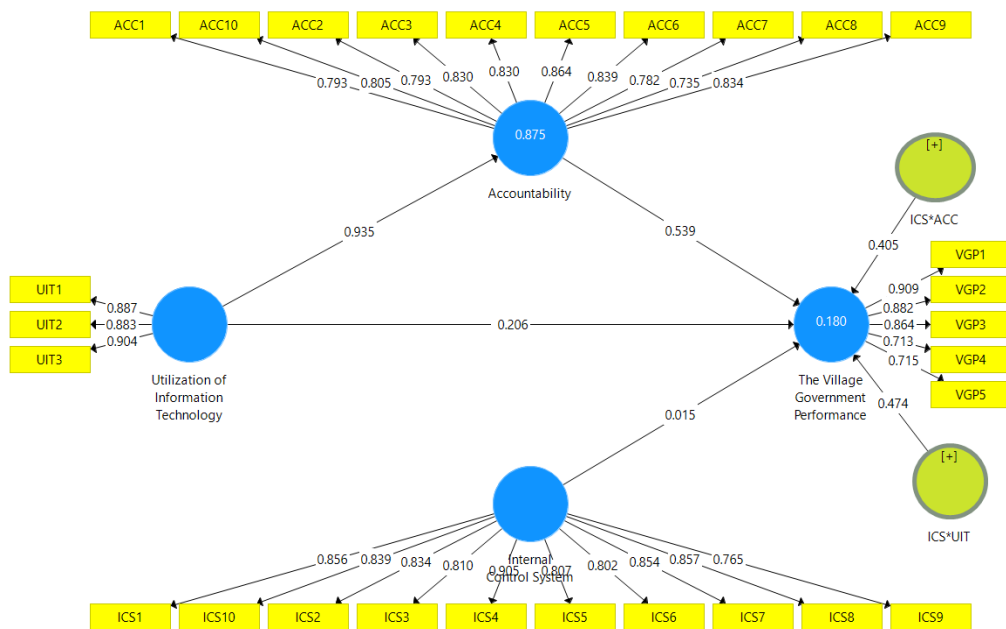 ACC1 ACC10 ACC2 ACC3 ACC4 ACC5 ACC6 ACC7 ACC8 ACC9
0.793 0.805 0.793 0.830 0.830 0.864 0.839 0.782 0.735 0.834
0.875
Accountability
[+]
ICS*ACC
0.935
0.539
0.405
UIT1
UIT2
UIT3
0.887
0.883
0.904
Utilization of
Information
Technology
0.206
0.180
The Village
Government
Performance
0.909
0.882
0.864
0.713
0.715
VGP1
VGP2
VGP3
VGP4
VGP5
0.015
0.474
[+]
ICS*UIT
Internal
Control System
0.856 0.839 0.834 0.810 0.905 0.807 0.802 0.854 0.857 0.765
ICS1 ICS10 ICS2 ICS3 ICS4 ICS5 ICS6 ICS7 ICS8 ICS9